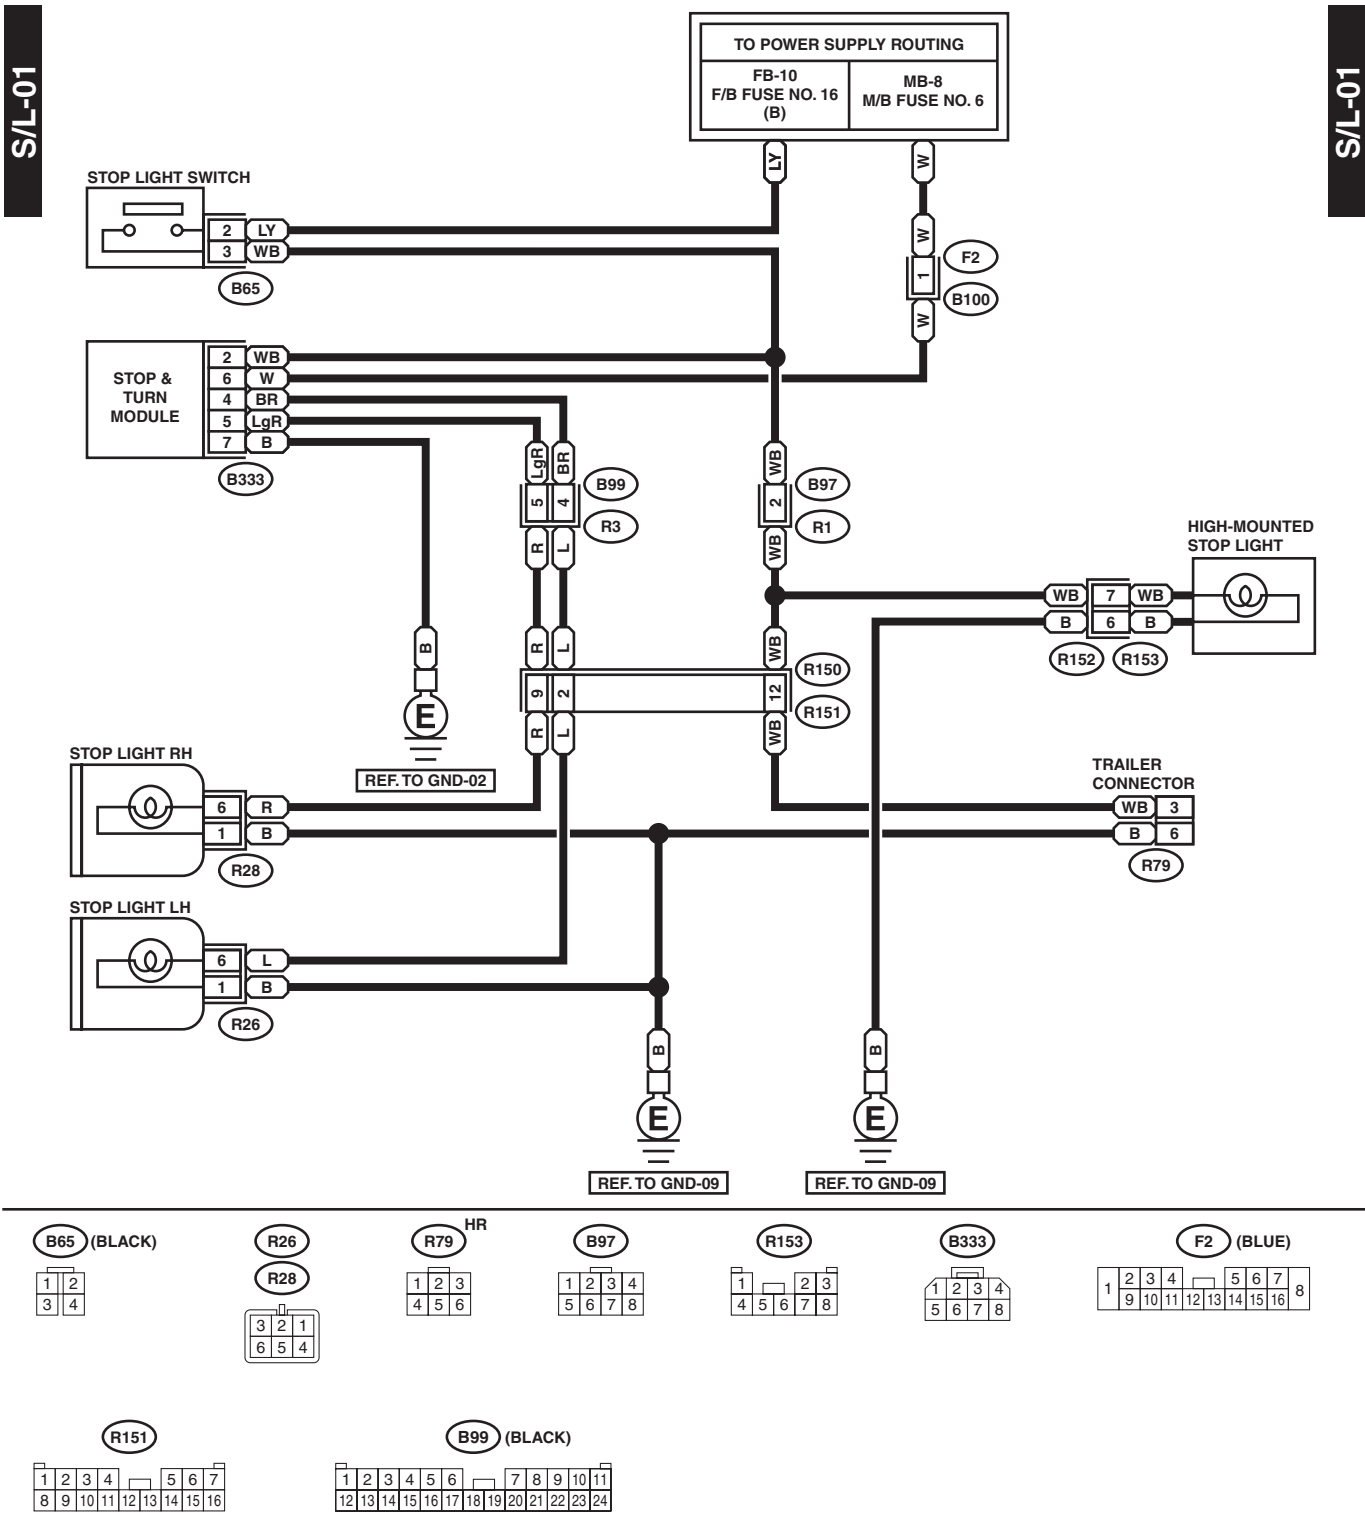 S/L-01
S/L-01
TO POWER SUPPLY ROUTING
FB-10
F/B FUSE NO. 16
(B)
MB-8
M/B FUSE NO. 6
LY
W
STOP LIGHT SWITCH
2 LY
3 WB
B65
W
1
F2
B100
W
STOP &
TURN
MODULE
2 WB
6 W
4 BR
5 LgR
7 B
B333
LgR BR
5 4
B99
R3
R L
WB
2
B97
R1
WB
HIGH-MOUNTED
STOP LIGHT
WB 7 WB
B 6 B
R152 R153
B
E
REF. TO GND-02
R L WB
9 2 12
R150
R151
R L WB
STOP LIGHT RH
6 R
1 B
R28
TRAILER
CONNECTOR
WB 3
B 6
R79
STOP LIGHT LH
6 L
1 B
R26
B
E
REF. TO GND-09
B
E
REF. TO GND-09
B65 (BLACK)
1 2
3 4
R26
R28
3 2 1
6 5 4
R79 HR
1 2 3
4 5 6
B97
1 2 3 4
5 6 7 8
R153
1 2 3
4 5 6 7 8
B333
1 2 3 4
5 6 7 8
F2 (BLUE)
1 2 3 4 5 6 7 8
9 10 11 12 13 14 15 16
R151
1 2 3 4 5 6 7
8 9 10 11 12 13 14 15 16
B99 (BLACK)
1 2 3 4 5 6 7 8 9 10 11
12 13 14 15 16 17 18 19 20 21 22 23 24